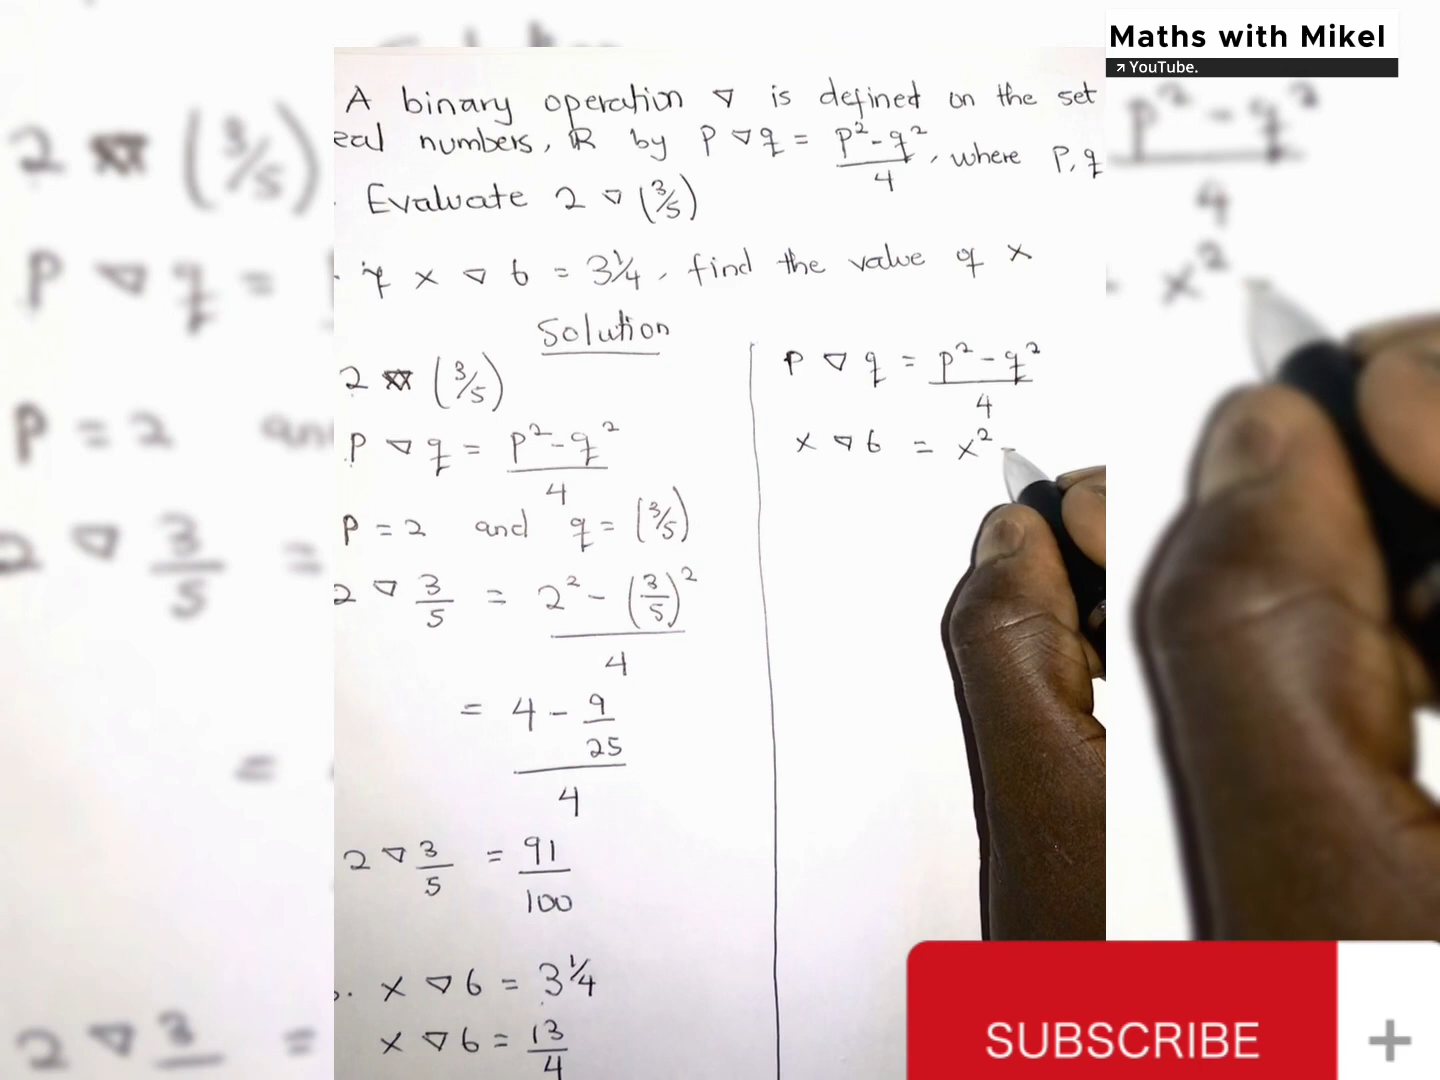 Maths with Mikel
YouTube.
A binary operation ▽ is defined on the set
eal numbers, ℝ by P ▽ q = (p² - q²)/4, where P, q
Evaluate 2 ▽ (3/5)
if x ▽ 6 = 3¼, find the value of x
Solution
2 (3/5)
P ▽ q = (p² - q²)/4
P = 2 and q = (3/5)
2 ▽ 3/5 = (2² - (3/5)²)/4
= (4 - 9/25)/4
2 ▽ 3/5 = 91/100
. x ▽ 6 = 3¼
x ▽ 6 = 13/4
P ▽ q = (p² - q²)/4
x ▽ 6 = x² -
SUBSCRIBE +